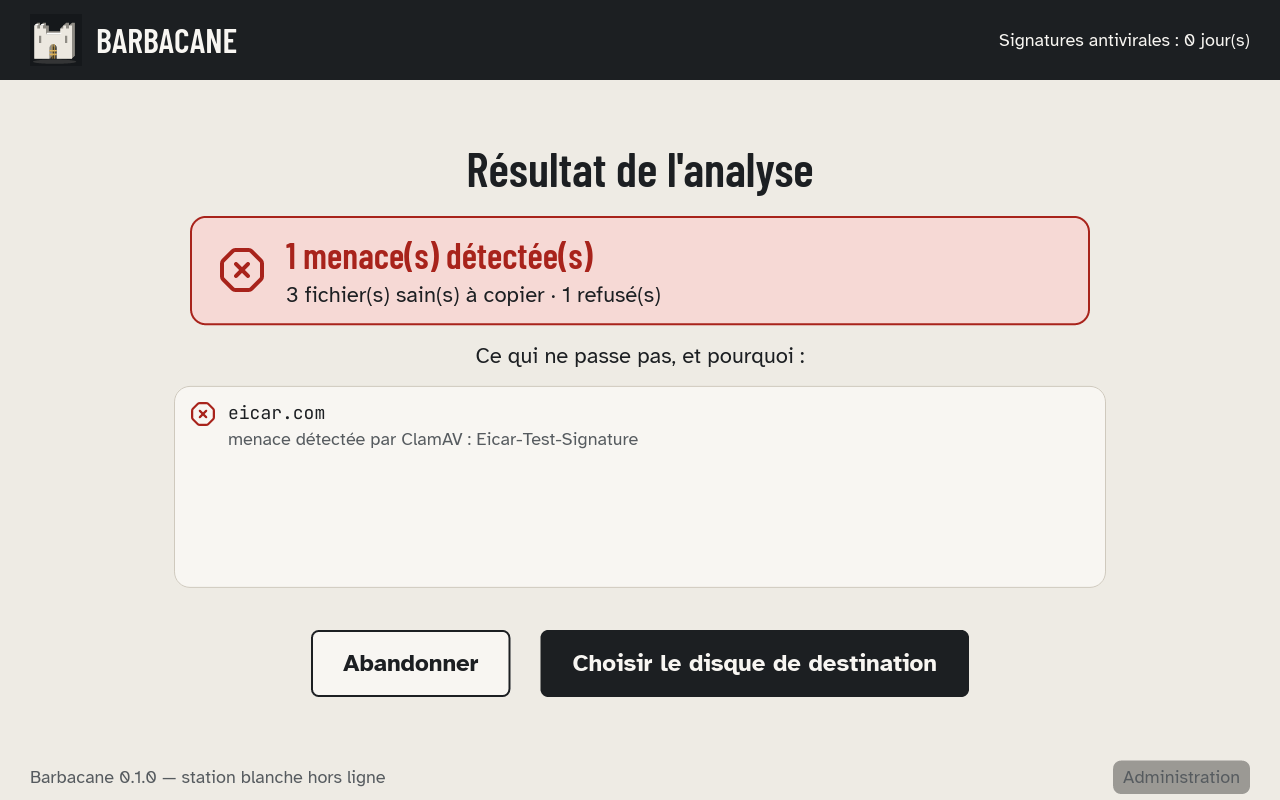 BARBACANE
Signatures antivirales : 0 jour(s)
Résultat de l'analyse
1 menace(s) détectée(s)
3 fichier(s) sain(s) à copier · 1 refusé(s)
Ce qui ne passe pas, et pourquoi :
eicar.com
menace détectée par ClamAV : Eicar-Test-Signature
Abandonner
Choisir le disque de destination
Barbacane 0.1.0 — station blanche hors ligne
Administration